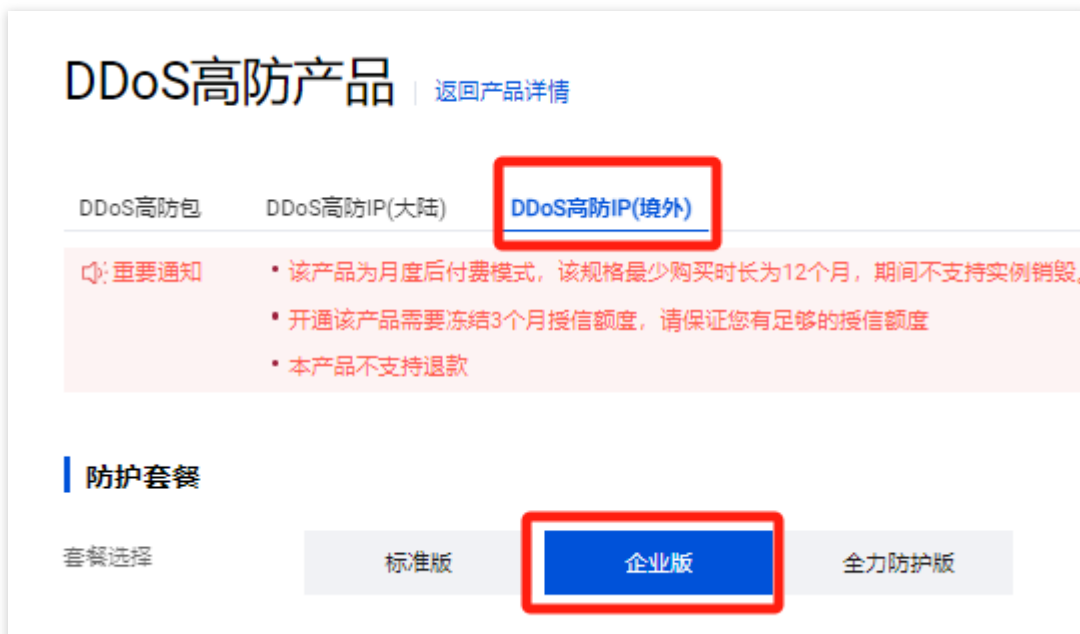 DDoS高防产品 返回产品详情
DDoS高防包 DDoS高防IP(大陆) DDoS高防IP(境外)
重要通知 • 该产品为月度后付费模式，该规格最少购买时长为12个月，期间不支持实例销毁。
• 开通该产品需要冻结3个月授信额度，请保证您有足够的授信额度
• 本产品不支持退款
防护套餐
套餐选择 标准版 企业版 全力防护版